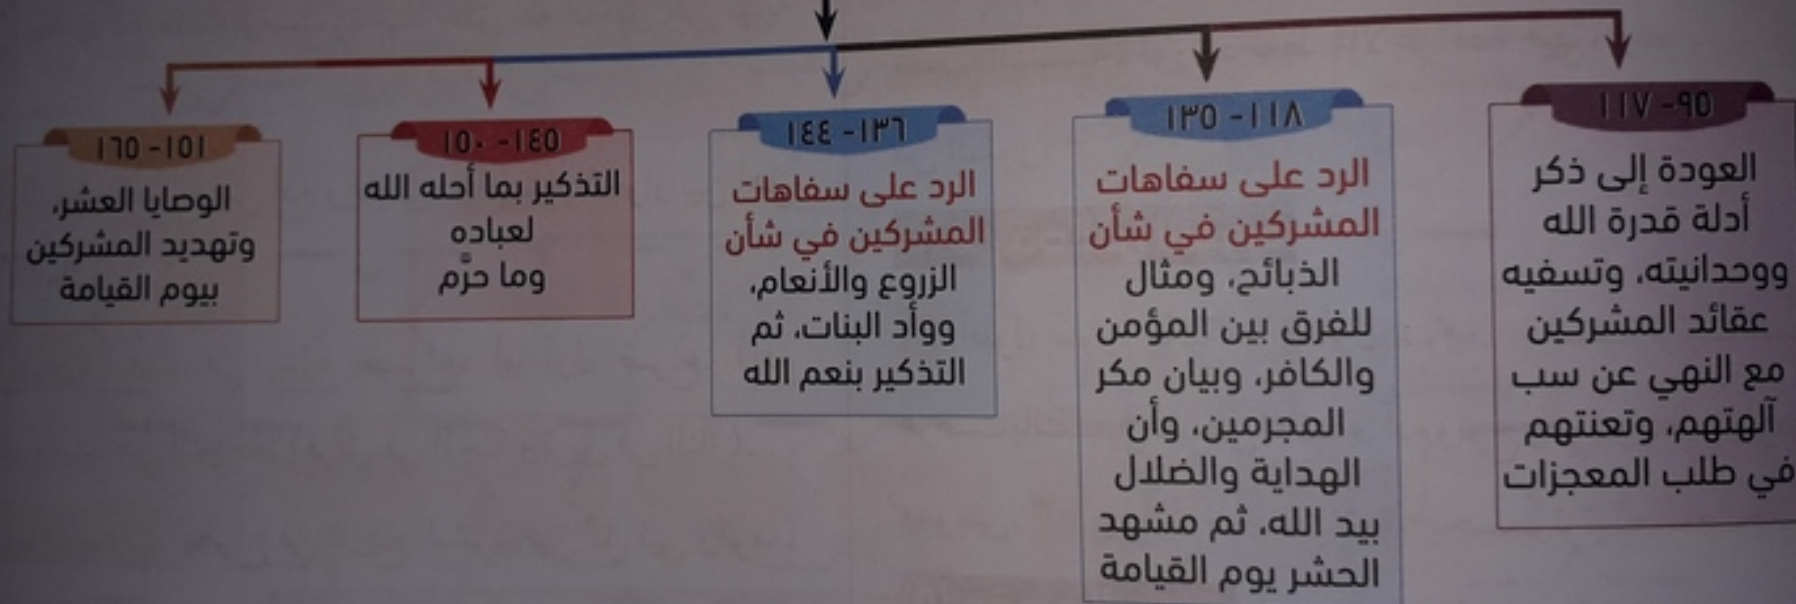 ٩٥- ١١٧
العودة إلى ذكر
أدلة قدرة الله
ووحدانيته، وتسفيه
عقائد المشركين
مع النهي عن سب
آلهتهم، وتعنتهم
في طلب المعجزات
١١٨- ١٣٥
الرد على سفاهات
المشركين في شأن
الذبائح، ومثال
للفرق بين المؤمن
والكافر، وبيان مكر
المجرمين، وأن
الهداية والضلال
بيد الله، ثم مشهد
الحشر يوم القيامة
١٣٦- ١٤٤
الرد على سفاهات
المشركين في شأن
الزروع والأنعام،
ووأد البنات، ثم
التذكير بنعم الله
١٤٥- ١٥٠
التذكير بما أحله الله
لعباده
وما حرَّم
١٥١- ١٦٥
الوصايا العشر،
وتهديد المشركين
بيوم القيامة